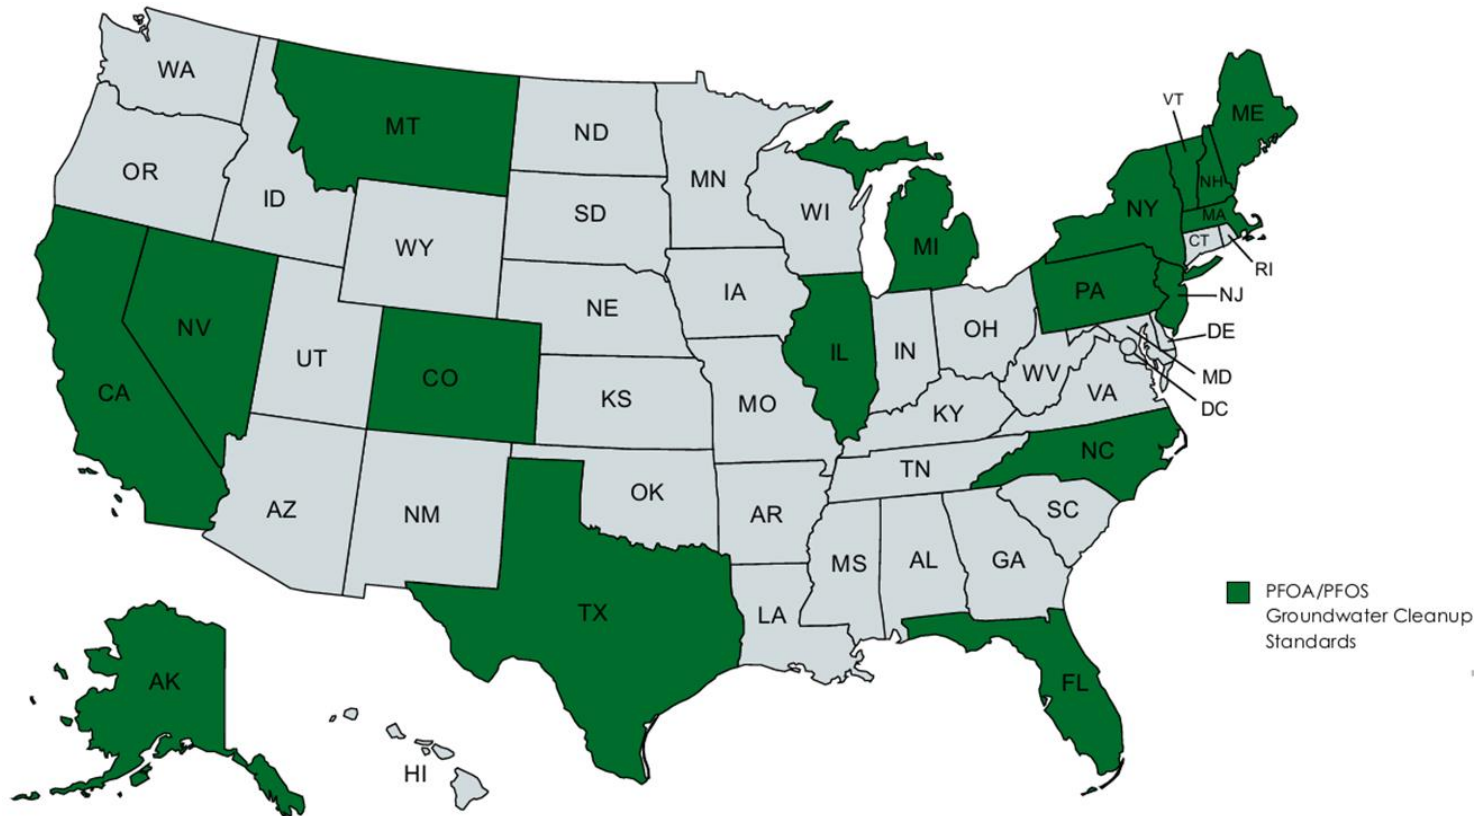 WA
MT
ND
MN
VT
ME
OR
ID
SD
WI
NH
NY
MA
WY
MI
CT
RI
IA
NE
PA
NJ
NV
UT
CO
IL
IN
OH
DE
CA
KS
MO
WV
VA
MD
DC
KY
NC
TN
AZ
NM
OK
AR
SC
MS
AL
GA
TX
LA
PFOA/PFOS
Groundwater Cleanup
Standards
AK
FL
HI